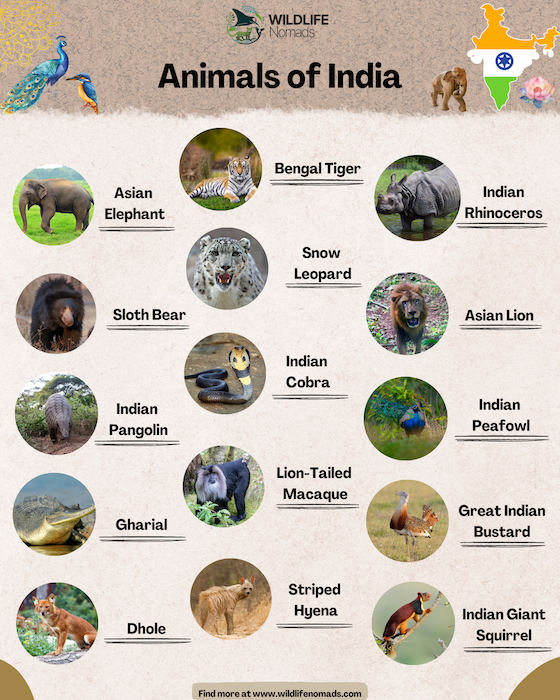 WILDLIFE
Nomads
Animals of India
Bengal Tiger
Asian
Elephant
Indian
Rhinoceros
Snow
Leopard
Sloth Bear
Asian Lion
Indian
Cobra
Indian
Pangolin
Indian
Peafowl
Lion-Tailed
Macaque
Gharial
Great Indian
Bustard
Striped
Hyena
Dhole
Indian Giant
Squirrel
Find more at www.wildlifenomads.com